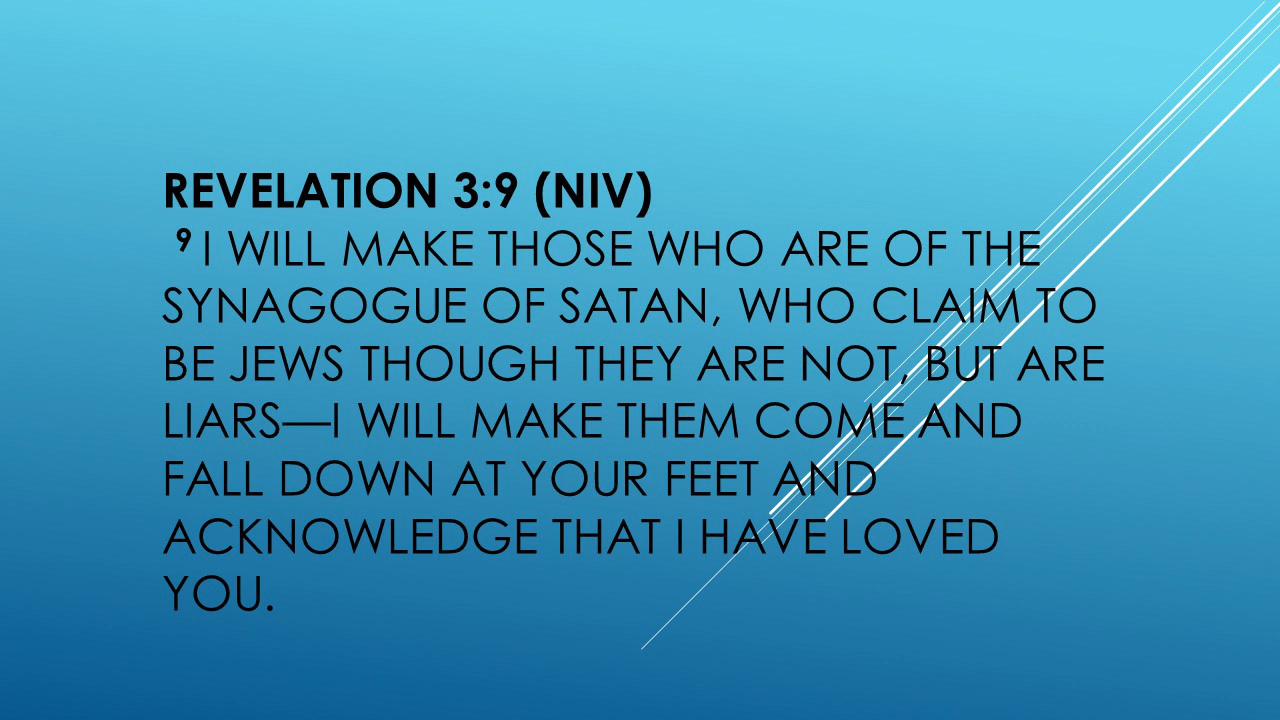 REVELATION 3:9 (NIV)
9 I WILL MAKE THOSE WHO ARE OF THE
SYNAGOGUE OF SATAN, WHO CLAIM TO
BE JEWS THOUGH THEY ARE NOT, BUT ARE
LIARS—I WILL MAKE THEM COME AND
FALL DOWN AT YOUR FEET AND
ACKNOWLEDGE THAT I HAVE LOVED
YOU.